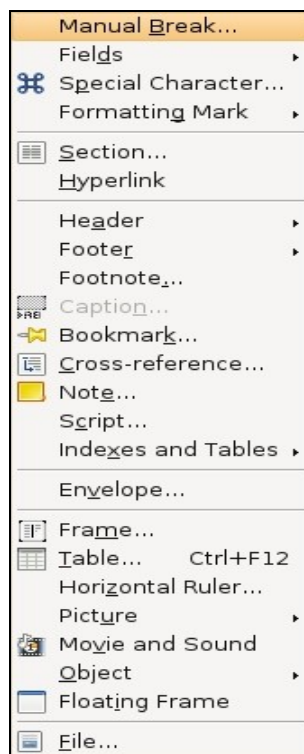 Manual Break...
Fields
Special Character...
Formatting Mark
Section...
Hyperlink
Header
Footer
Footnote...
Caption...
Bookmark...
Cross-reference...
Note...
Script...
Indexes and Tables
Envelope...
Frame...
Table... Ctrl+F12
Horizontal Ruler...
Picture
Movie and Sound
Object
Floating Frame
File...